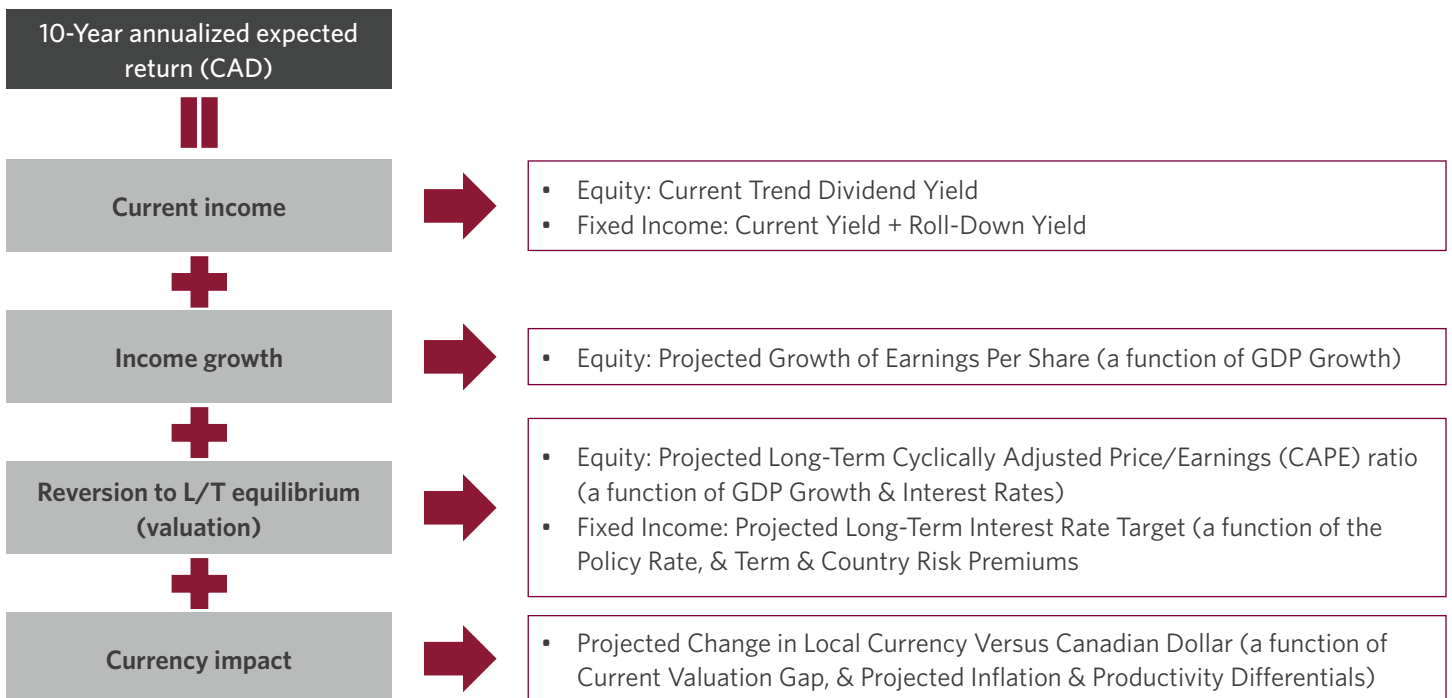 10-Year annualized expected
return (CAD)
Current income
• Equity: Current Trend Dividend Yield
• Fixed Income: Current Yield + Roll-Down Yield
Income growth
• Equity: Projected Growth of Earnings Per Share (a function of GDP Growth)
Reversion to L/T equilibrium
(valuation)
• Equity: Projected Long-Term Cyclically Adjusted Price/Earnings (CAPE) ratio
(a function of GDP Growth & Interest Rates)
• Fixed Income: Projected Long-Term Interest Rate Target (a function of the
Policy Rate, & Term & Country Risk Premiums
Currency impact
• Projected Change in Local Currency Versus Canadian Dollar (a function of
Current Valuation Gap, & Projected Inflation & Productivity Differentials)